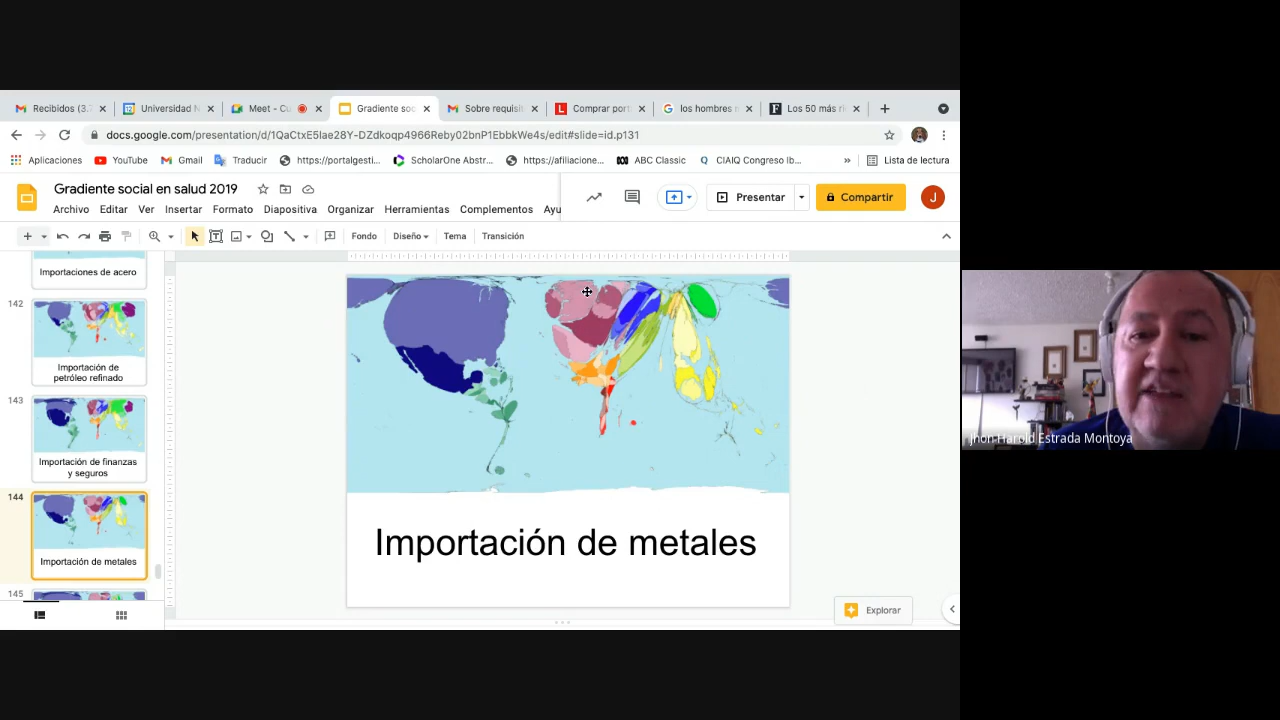 Recibidos (3.7
Universidad N
Meet - Cu
Gradiente soc
Sobre requisi
Comprar port
los hombres m
Los 50 más ri
docs.google.com/presentation/d/1QaCtxE5Iae28Y-DZdkoqp4966Reby02bnP1EbbkWe4s/edit#slide=id.p131
Aplicaciones
YouTube
Gmail
Traducir
https://portalgesti...
ScholarOne Abstr...
https://afiliacione...
ABC Classic
CIAIQ Congreso Ib...
»
Lista de lectura
Gradiente social en salud 2019
Presentar
Compartir
J
Archivo Editar Ver Insertar Formato Diapositiva Organizar Herramientas Complementos Ayu
Fondo Diseño Tema Transición
Importaciones de acero
142
Importación de
petróleo refinado
143
Importación de finanzas
y seguros
144
Importación de metales
145
Importación de metales
Explorar
Jhon Harold Estrada Montoya